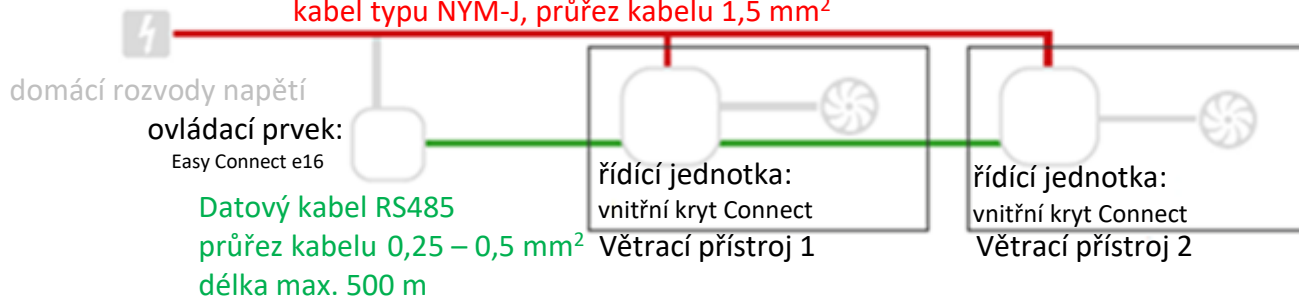 kabel typu NYM-J, průřez kabelu 1,5 mm²
domácí rozvody napětí
ovládací prvek:
Easy Connect e16
Datový kabel RS485
průřez kabelu 0,25 – 0,5 mm²
délka max. 500 m
řídící jednotka:
vnitřní kryt Connect
Větrací přístroj 1
řídící jednotka:
vnitřní kryt Connect
Větrací přístroj 2